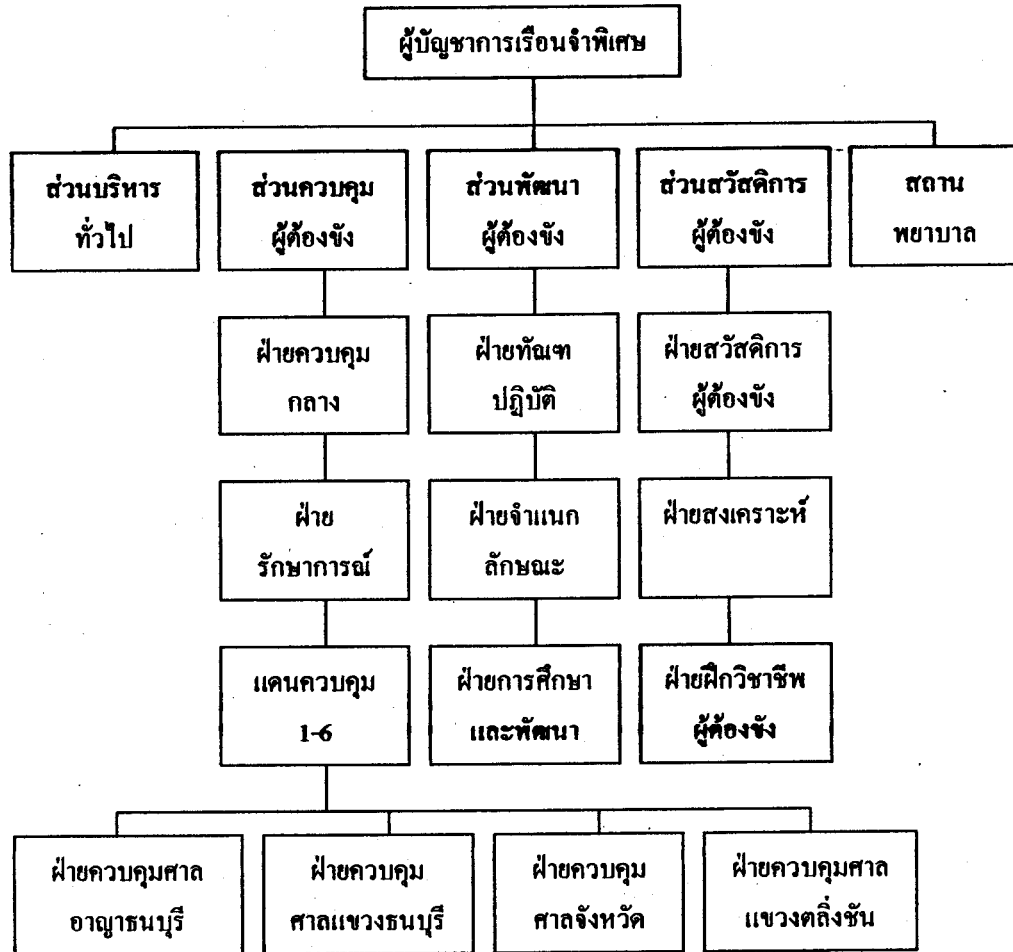 ผู้บัญชาการเรือนจำพิเศษ
ส่วนบริหาร
ทั่วไป
ส่วนควบคุม
ผู้ต้องขัง
ส่วนพัฒนา
ผู้ต้องขัง
ส่วนสวัสดิการ
ผู้ต้องขัง
สถาน
พยาบาล
ฝ่ายควบคุม
กลาง
ฝ่ายทัณฑ
ปฏิบัติ
ฝ่ายสวัสดิการ
ผู้ต้องขัง
ฝ่าย
รักษาการณ์
ฝ่ายจำแนก
ลักษณะ
ฝ่ายสงเคราะห์
แดนควบคุม
1-6
ฝ่ายการศึกษา
และพัฒนา
ฝ่ายฝึกวิชาชีพ
ผู้ต้องขัง
ฝ่ายควบคุมศาล
อาญาธนบุรี
ฝ่ายควบคุม
ศาลแขวงธนบุรี
ฝ่ายควบคุม
ศาลจังหวัด
ฝ่ายควบคุมศาล
แขวงตลิ่งชัน